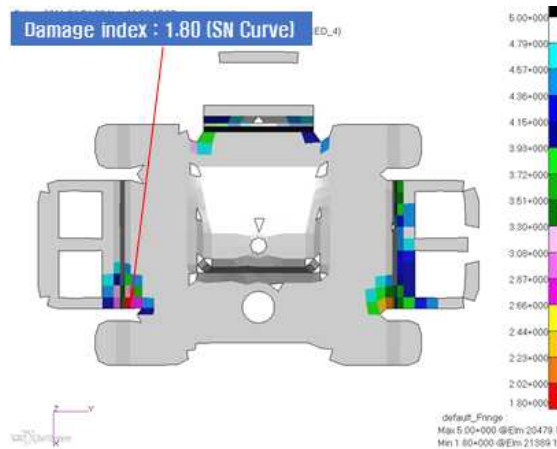 Damage index : 1.80 (SN Curve)
ED_4)
5.00+000
4.79+000
4.57+000
4.36+000
4.15+000
3.93+000
3.72+000
3.51+000
3.30+000
3.08+000
2.87+000
2.66+000
2.44+000
2.23+000
2.02+000
1.80+000
Z
Y
X
default_Fringe :
Max 5.00+000 @Elm 20479.1
Min 1.80+000 @Elm 21389.1